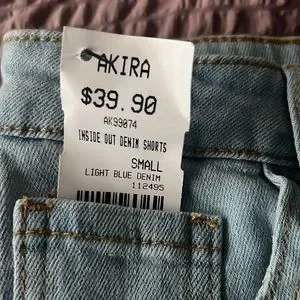 AKIRA
$39.90
AK99074
INSIDE OUT DENIM SHORTS
SMALL
LIGHT BLUE DENIM
112495